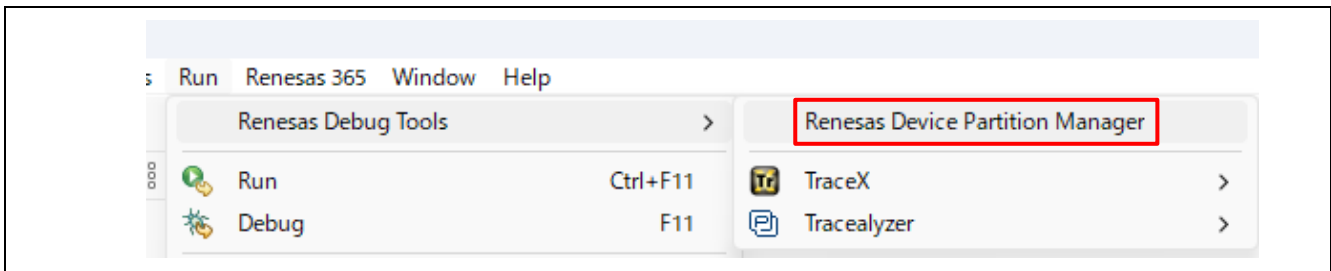 s Run Renesas 365 Window Help
Renesas Debug Tools >
Renesas Device Partition Manager
Run Ctrl+F11
Tr TraceX >
Debug F11
Tracealyzer >